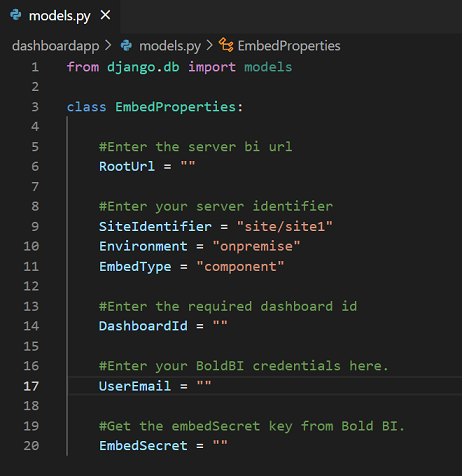 models.py
dashboardapp > models.py > EmbedProperties
1 from django.db import models
2
3 class EmbedProperties:
4
5 #Enter the server bi url
6 RootUrl = ""
7
8 #Enter your server identifier
9 SiteIdentifier = "site/site1"
10 Environment = "onpremise"
11 EmbedType = "component"
12
13 #Enter the required dashboard id
14 DashboardId = ""
15
16 #Enter your BoldBI credentials here.
17 UserEmail = ""
18
19 #Get the embedSecret key from Bold BI.
20 EmbedSecret = ""